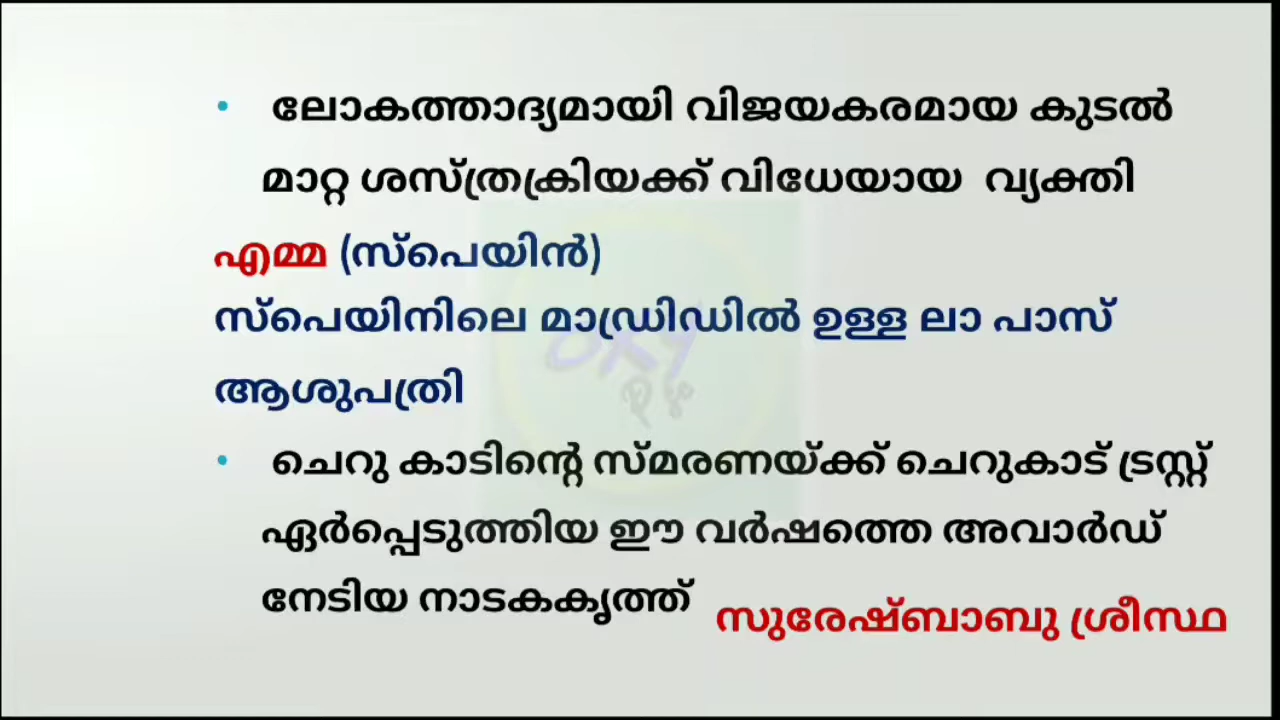 • ലോകത്താദ്യമായി വിജയകരമായ കുടൽ
മാറ്റ ശസ്ത്രക്രിയക്ക് വിധേയായ വ്യക്തി
എമ്മ (സ്പെയിൻ)
സ്പെയിനിലെ മാഡ്രിഡിൽ ഉള്ള ലാ പാസ്
ആശുപത്രി
• ചെറു കാടിന്റെ സ്മരണയ്ക്ക് ചെറുകാട് ട്രസ്റ്റ്
ഏർപ്പെടുത്തിയ ഈ വർഷത്തെ അവാർഡ്
നേടിയ നാടകകൃത്ത് സുരേഷ്ബാബു ശ്രീസ്ഥ